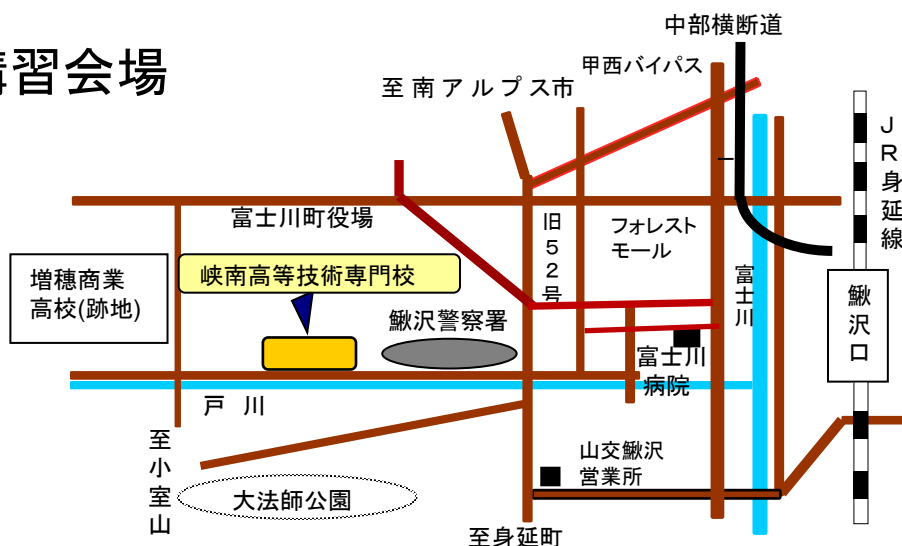 中部横断道
講習会場
甲西バイパス
至南アルプス市
JR身延線
富士川町役場
旧52号
フォレスト
モール
増穂商業
高校(跡地)
峡南高等技術専門校
富士川
鰍沢口
鰍沢警察署
富士川
病院
戸川
至小室山
山交鰍沢
営業所
大法師公園
至身延町